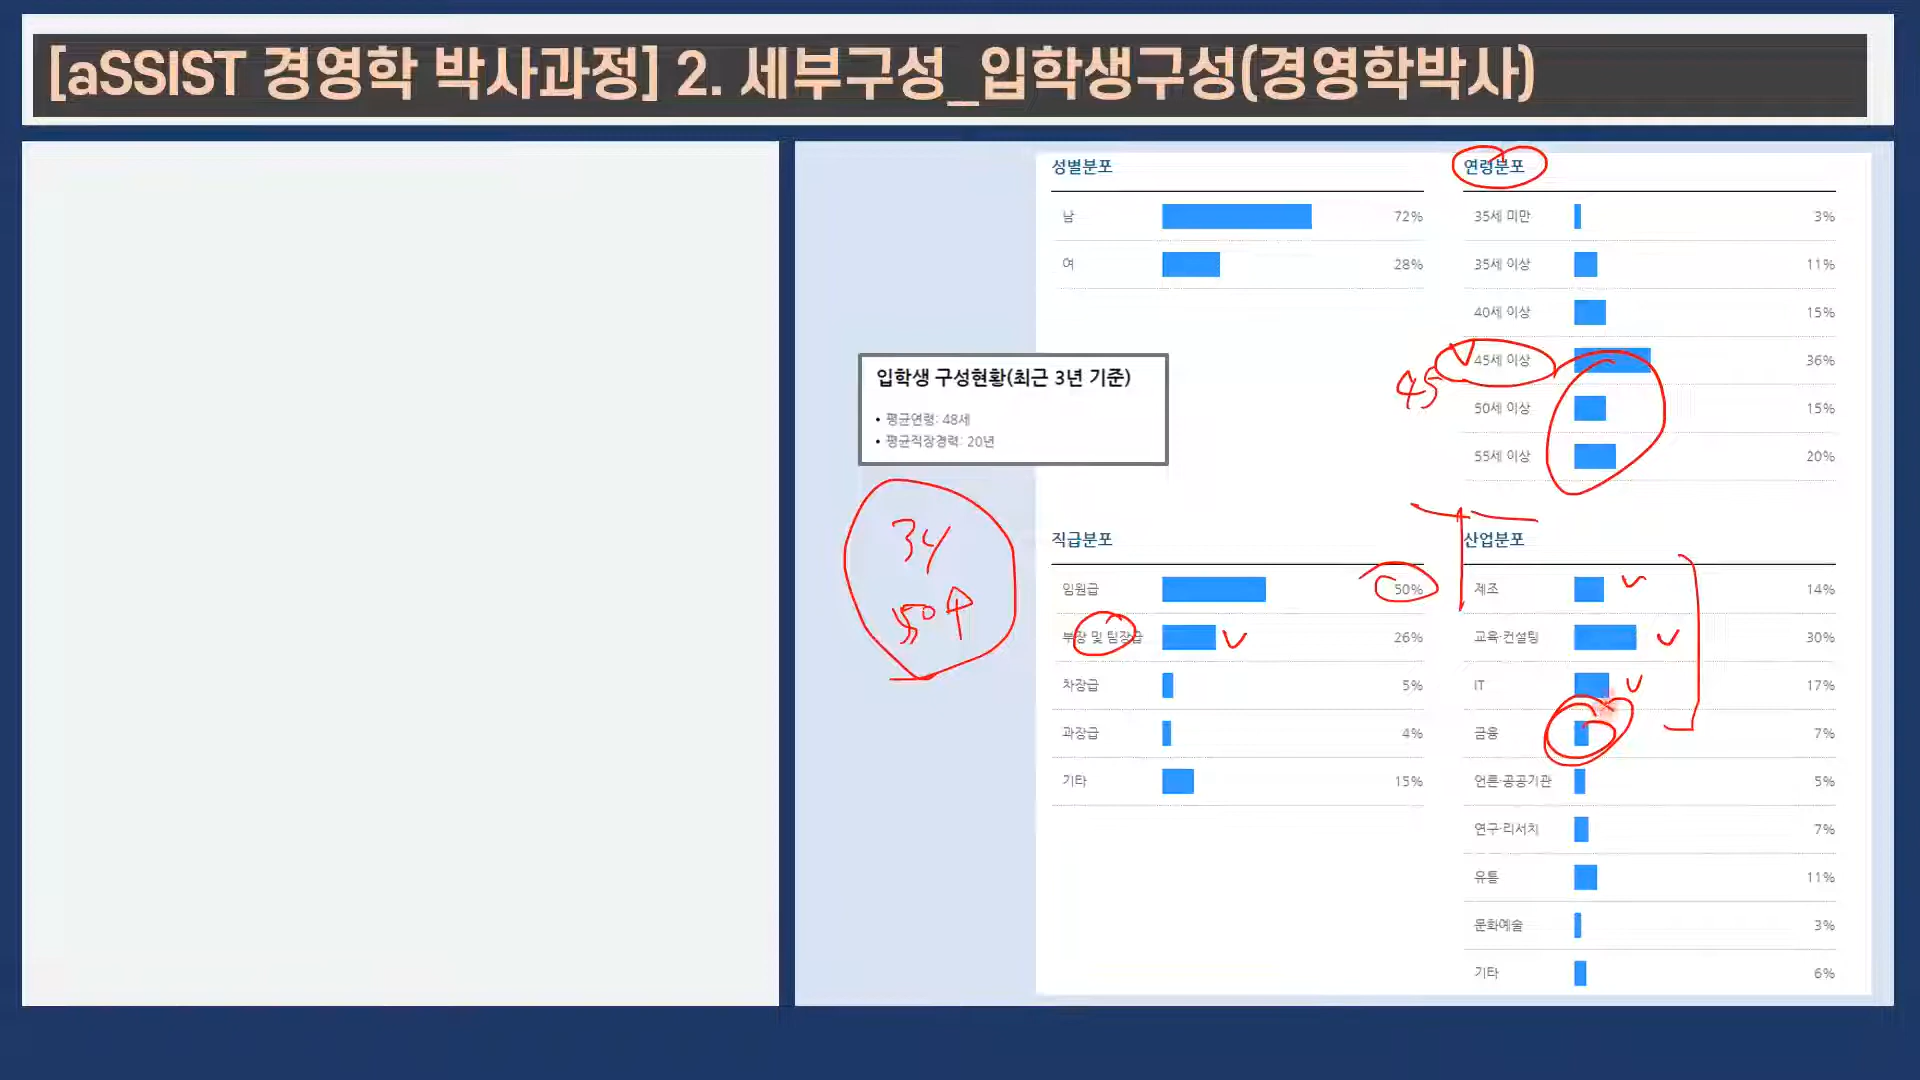 [aSSIST 경영학 박사과정] 2. 세부구성_입학생구성(경영학박사)
입학생 구성현황(최근 3년 기준)
• 평균연령: 48세
• 평균직장경력: 20년
34
50↑
성별분포
남 72%
여 28%
연령분포
35세 미만 3%
35세 이상 11%
40세 이상 15%
45세 이상 36%
45
50세 이상 15%
55세 이상 20%
직급분포
임원급 50%
부장 및 팀장급 26%
차장급 5%
과장급 4%
기타 15%
산업분포
제조 14%
교육·컨설팅 30%
IT 17%
금융 7%
언론·공공기관 5%
연구·리서치 7%
유통 11%
문화예술 3%
기타 6%